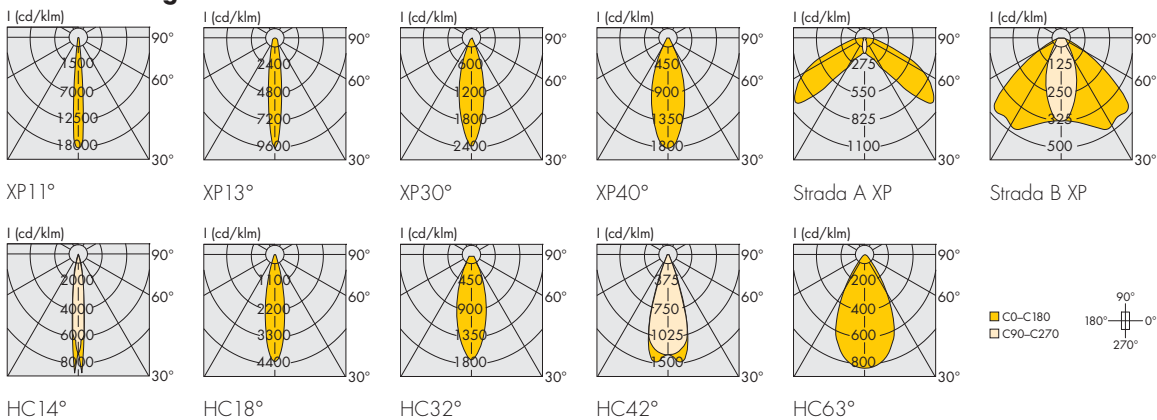 I (cd/klm) I (cd/klm) I (cd/klm) I (cd/klm) I (cd/klm) I (cd/klm)
90° 90° 90° 90° 90° 90°
1500 2400 600 450 275 125
60° 60° 60° 60° 60° 60°
7000 4800 1200 900 550 250
12500 7200 1800 1350 825 325
18000 9600 2400 1800 1100 500
30° 30° 30° 30° 30° 30°
XP11° XP13° XP30° XP40° Strada A XP Strada B XP
I (cd/klm) I (cd/klm) I (cd/klm) I (cd/klm) I (cd/klm)
90° 90° 90° 90° 90°
2000 1100 450 375 200
60° 60° 60° 60° 60°
4000 2200 900 750 400
6000 3300 1350 1025 600
8000 4400 1800 1500 800
30° 30° 30° 30° 30°
HC14° HC18° HC32° HC42° HC63°
C0–C180
C90–C270
90°
180° 0°
270°